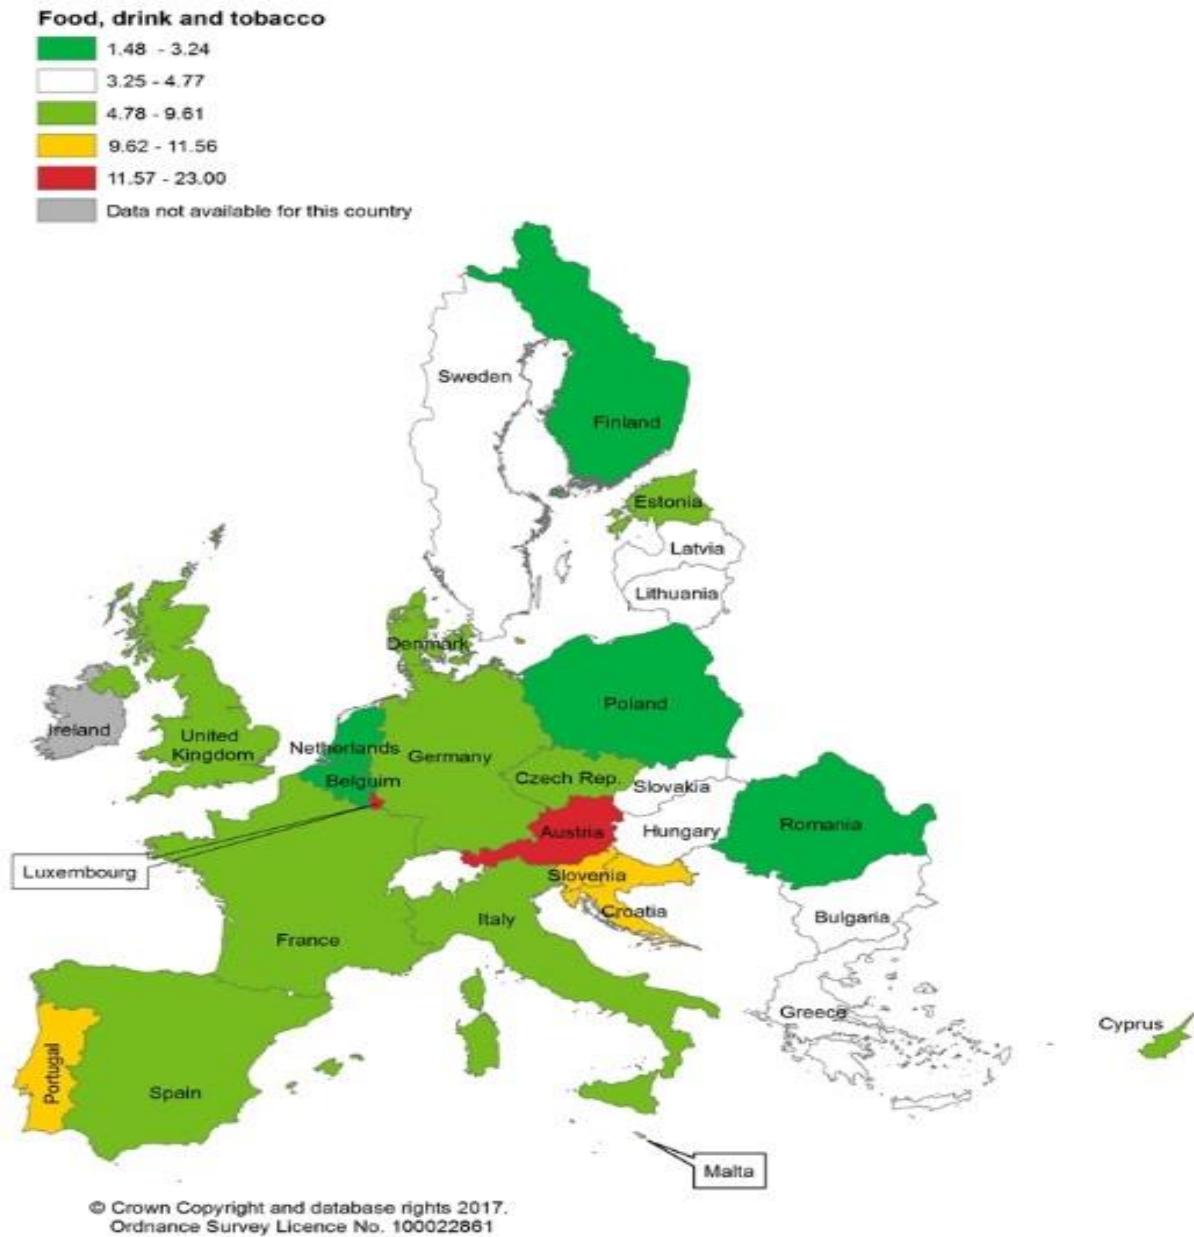 Food, drink and tobacco
1.48 - 3.24
3.25 - 4.77
4.78 - 9.61
9.62 - 11.56
11.57 - 23.00
Data not available for this country
Sweden
Finland
Estonia
Latvia
Lithuania
Denmark
Poland
Ireland
United
Kingdom
Netherlands
Germany
Belguim
Czech Rep.
Slovakia
Austria
Hungary
Romania
Luxembourg
Slovenia
Croatia
Italy
Bulgaria
France
Greece
Cyprus
Portugal
Spain
Malta
© Crown Copyright and database rights 2017.
Ordnance Survey Licence No. 100022861